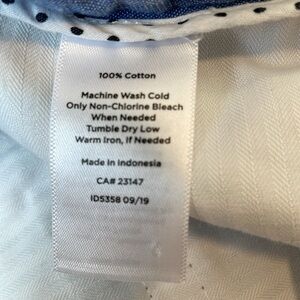 100% Cotton
Machine Wash Cold
Only Non-Chlorine Bleach
When Needed
Tumble Dry Low
Warm Iron, If Needed
Made in Indonesia
CA# 23147
ID5358 09/19